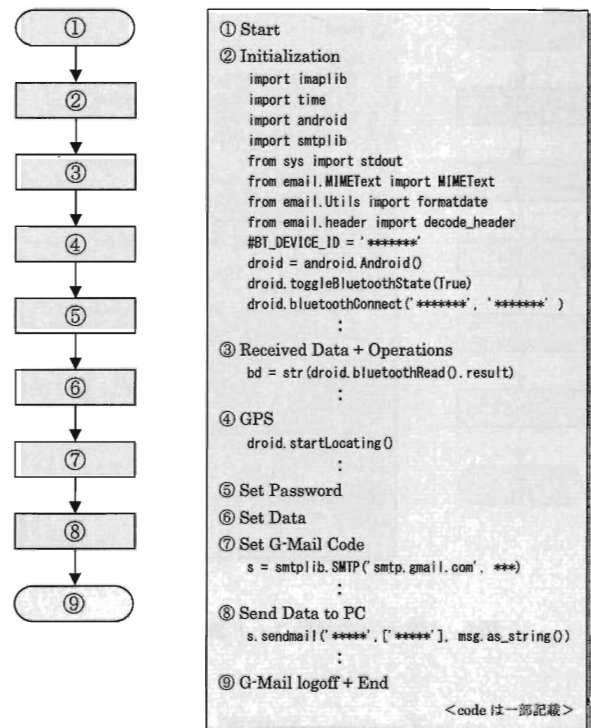 ①
②
③
④
⑤
⑥
⑦
⑧
⑨
① Start
② Initialization
import imaplib
import time
import android
import smtplib
from sys import stdout
from email.MIMEText import MIMEText
from email.Utils import formatdate
from email.header import decode_header
#BT_DEVICE_ID = '*******'
droid = android.Android()
droid.toggleBluetoothState(True)
droid.bluetoothConnect('*******', '*******' )
:
③ Received Data + Operations
bd = str(droid.bluetoothRead().result)
:
④ GPS
droid.startLocating()
:
⑤ Set Password
⑥ Set Data
⑦ Set G-Mail Code
s = smtplib.SMTP('smtp.gmail.com', ***)
:
⑧ Send Data to PC
s.sendmail('*****',['*****'], msg.as_string())
:
⑨ G-Mail logoff + End
<code は一部記載>